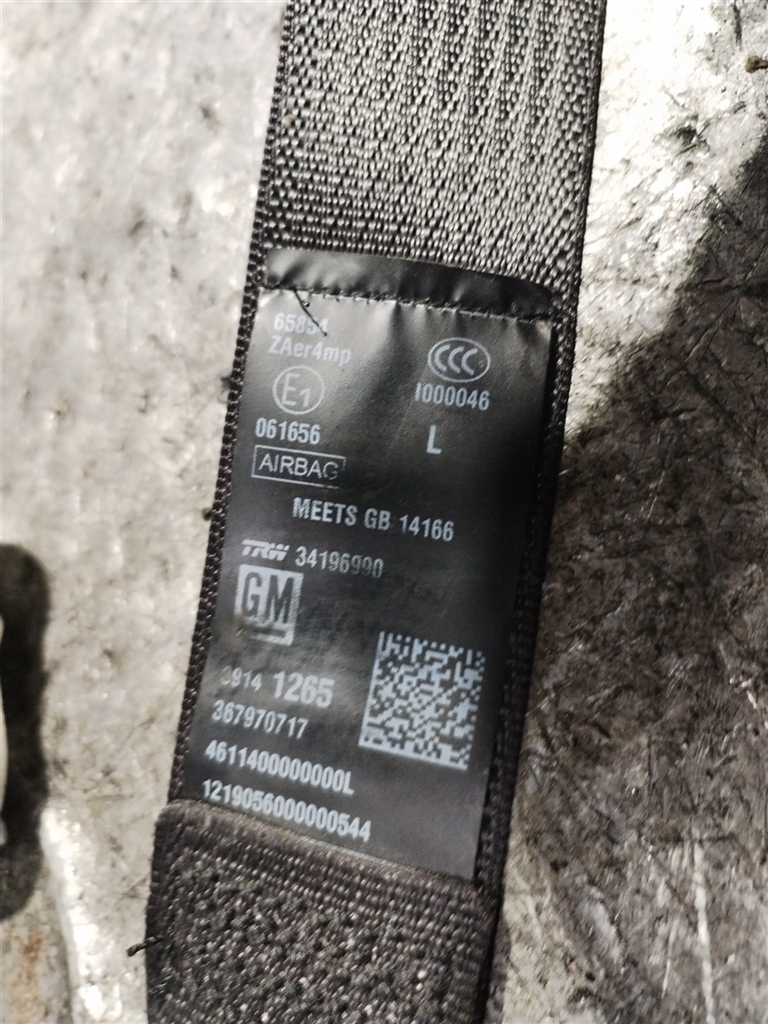 65854
ZAer4mp
CCC
E1
I000046
061656
L
AIRBAG
MEETS GB 14166
TRW 34196990
GM
1265
367970717
4611400000000L
1219056000000544